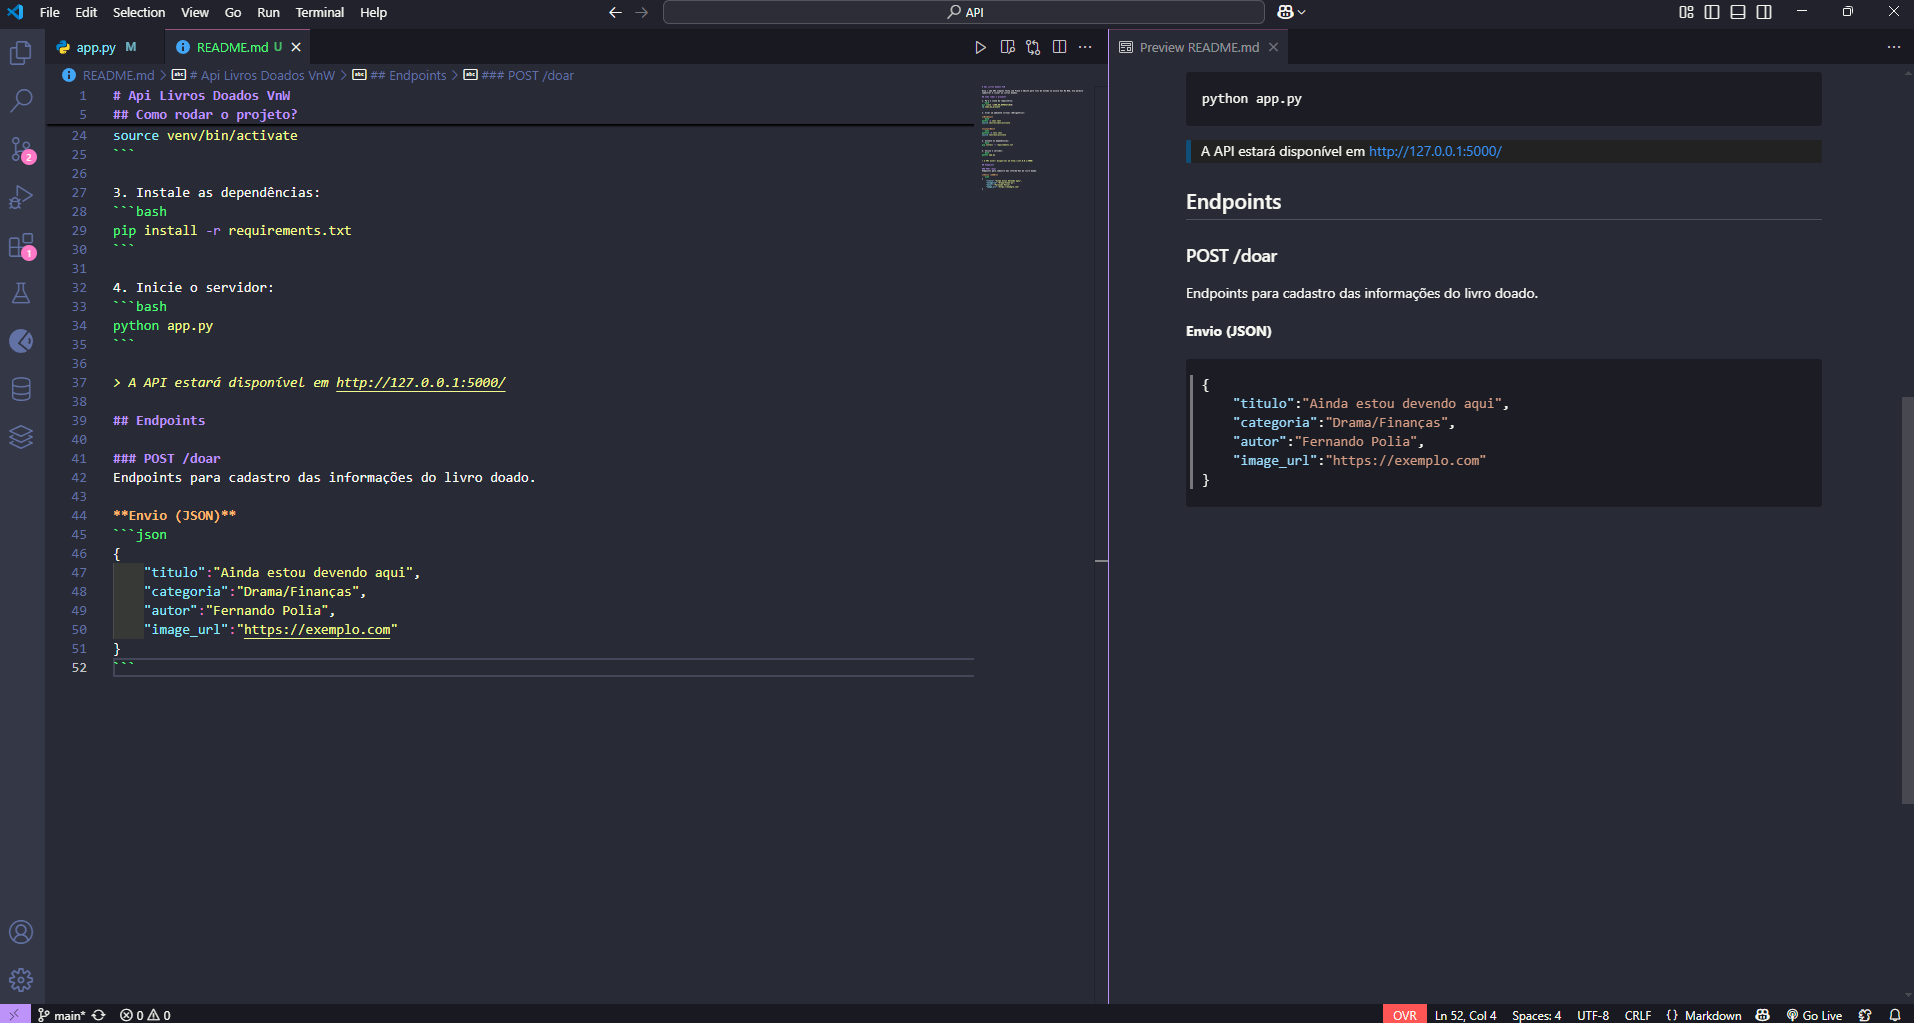 File Edit Selection View Go Run Terminal Help
API
app.py M
README.md U
Preview README.md
README.md > # Api Livros Doados VnW > ## Endpoints > ### POST /doar
1 # Api Livros Doados VnW
5 ## Como rodar o projeto?
24 source venv/bin/activate
25 ```
26
27 3. Instale as dependências:
28 ```bash
29 pip install -r requirements.txt
30 ```
31
32 4. Inicie o servidor:
33 ```bash
34 python app.py
35 ```
36
37 > A API estará disponível em http://127.0.0.1:5000/
38
39 ## Endpoints
40
41 ### POST /doar
42 Endpoints para cadastro das informações do livro doado.
43
44 **Envio (JSON)**
45 ```json
46 {
47 "titulo":"Ainda estou devendo aqui",
48 "categoria":"Drama/Finanças",
49 "autor":"Fernando Polia",
50 "image_url":"https://exemplo.com"
51 }
52 ```
python app.py
A API estará disponível em http://127.0.0.1:5000/
Endpoints
POST /doar
Endpoints para cadastro das informações do livro doado.
Envio (JSON)
{
"titulo":"Ainda estou devendo aqui",
"categoria":"Drama/Finanças",
"autor":"Fernando Polia",
"image_url":"https://exemplo.com"
}
2
1
main* 0 0
OVR Ln 52, Col 4 Spaces: 4 UTF-8 CRLF {} Markdown Go Live